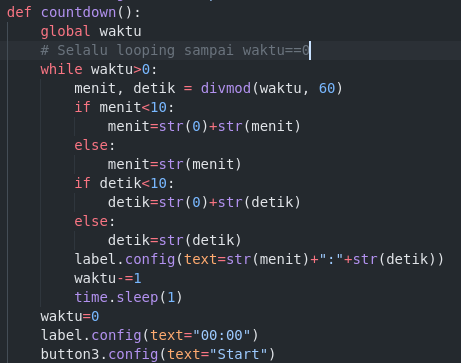 def countdown():
    global waktu
    # Selalu looping sampai waktu==0
    while waktu>0:
        menit, detik = divmod(waktu, 60)
        if menit<10:
            menit=str(0)+str(menit)
        else:
            menit=str(menit)
        if detik<10:
            detik=str(0)+str(detik)
        else:
            detik=str(detik)
        label.config(text=str(menit)+":"+str(detik))
        waktu-=1
        time.sleep(1)
    waktu=0
    label.config(text="00:00")
    button3.config(text="Start")